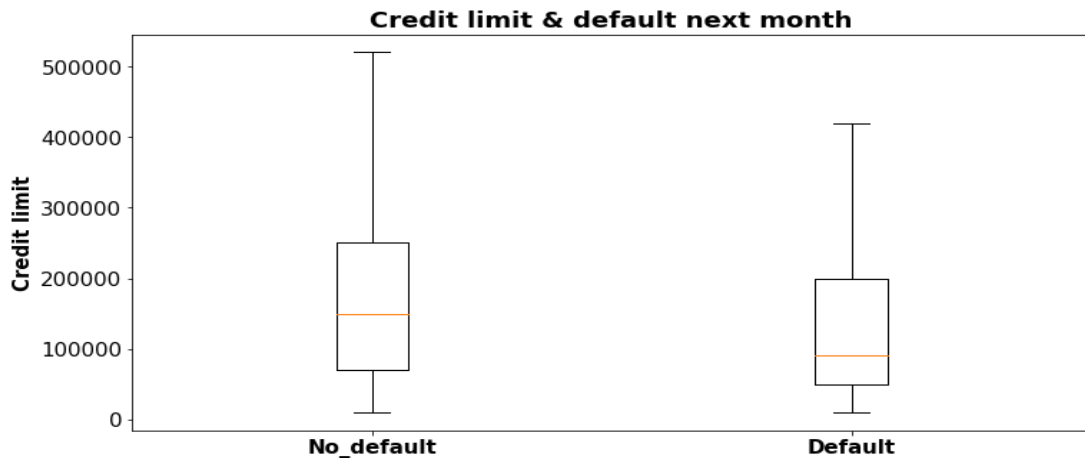 Credit limit & default next month
Credit limit
500000
400000
300000
200000
100000
0
No_default
Default